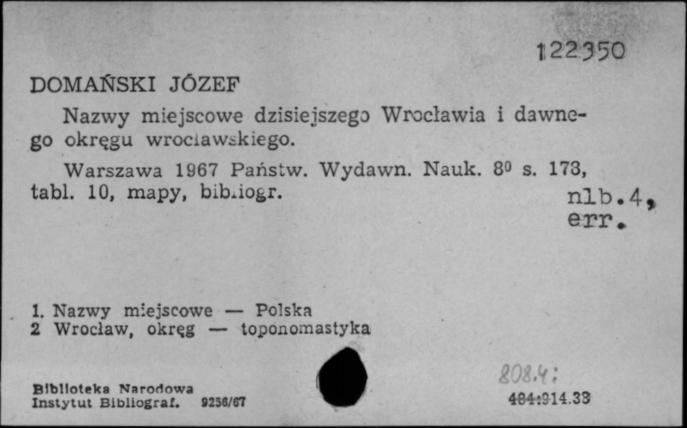 122350
DOMAŃSKI JÓZEF
Nazwy miejscowe dzisiejszego Wrocławia i dawne-
go okręgu wrocławskiego.
Warszawa 1967 Państw. Wydawn. Nauk. 8⁰ s. 173,
tabl. 10, mapy, bibliogr.
nlb.4,
err.
1. Nazwy miejscowe — Polska
2 Wrocław, okręg — toponomastyka
808.4:
Biblioteka Narodowa
Instytut Bibliograf. 9256/67
484:914.33